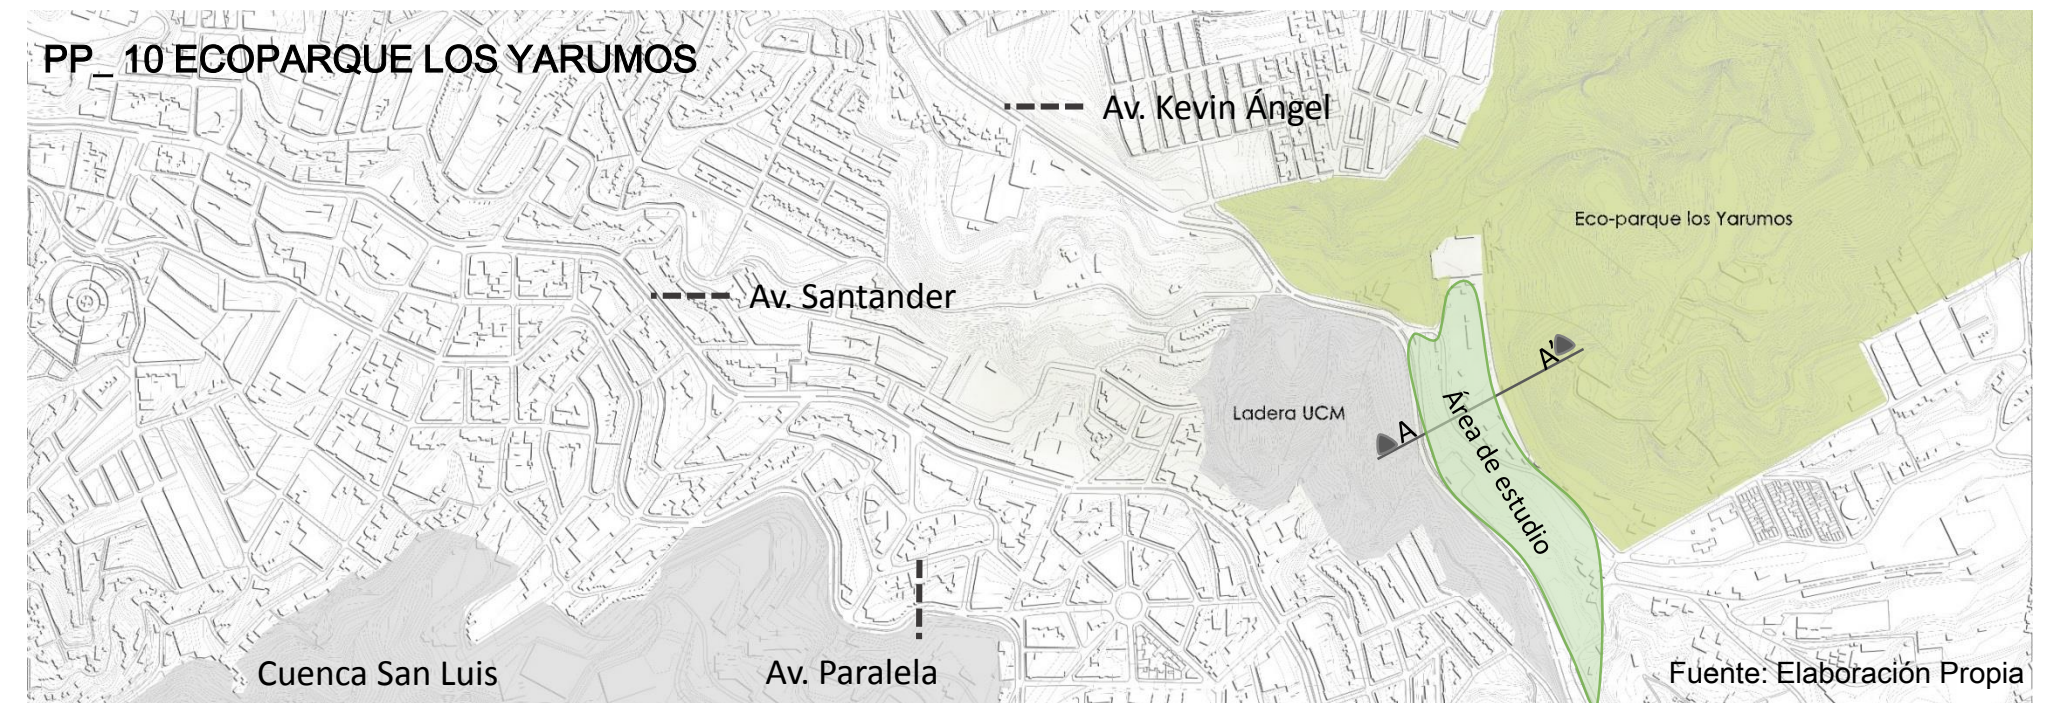 PP_ 10 ECOPARQUE LOS YARUMOS
Av. Kevin Ángel
Eco-parque los Yarumos
Av. Santander
A'
Ladera UCM
A
Área de estudio
Cuenca San Luis
Av. Paralela
Fuente: Elaboración Propia